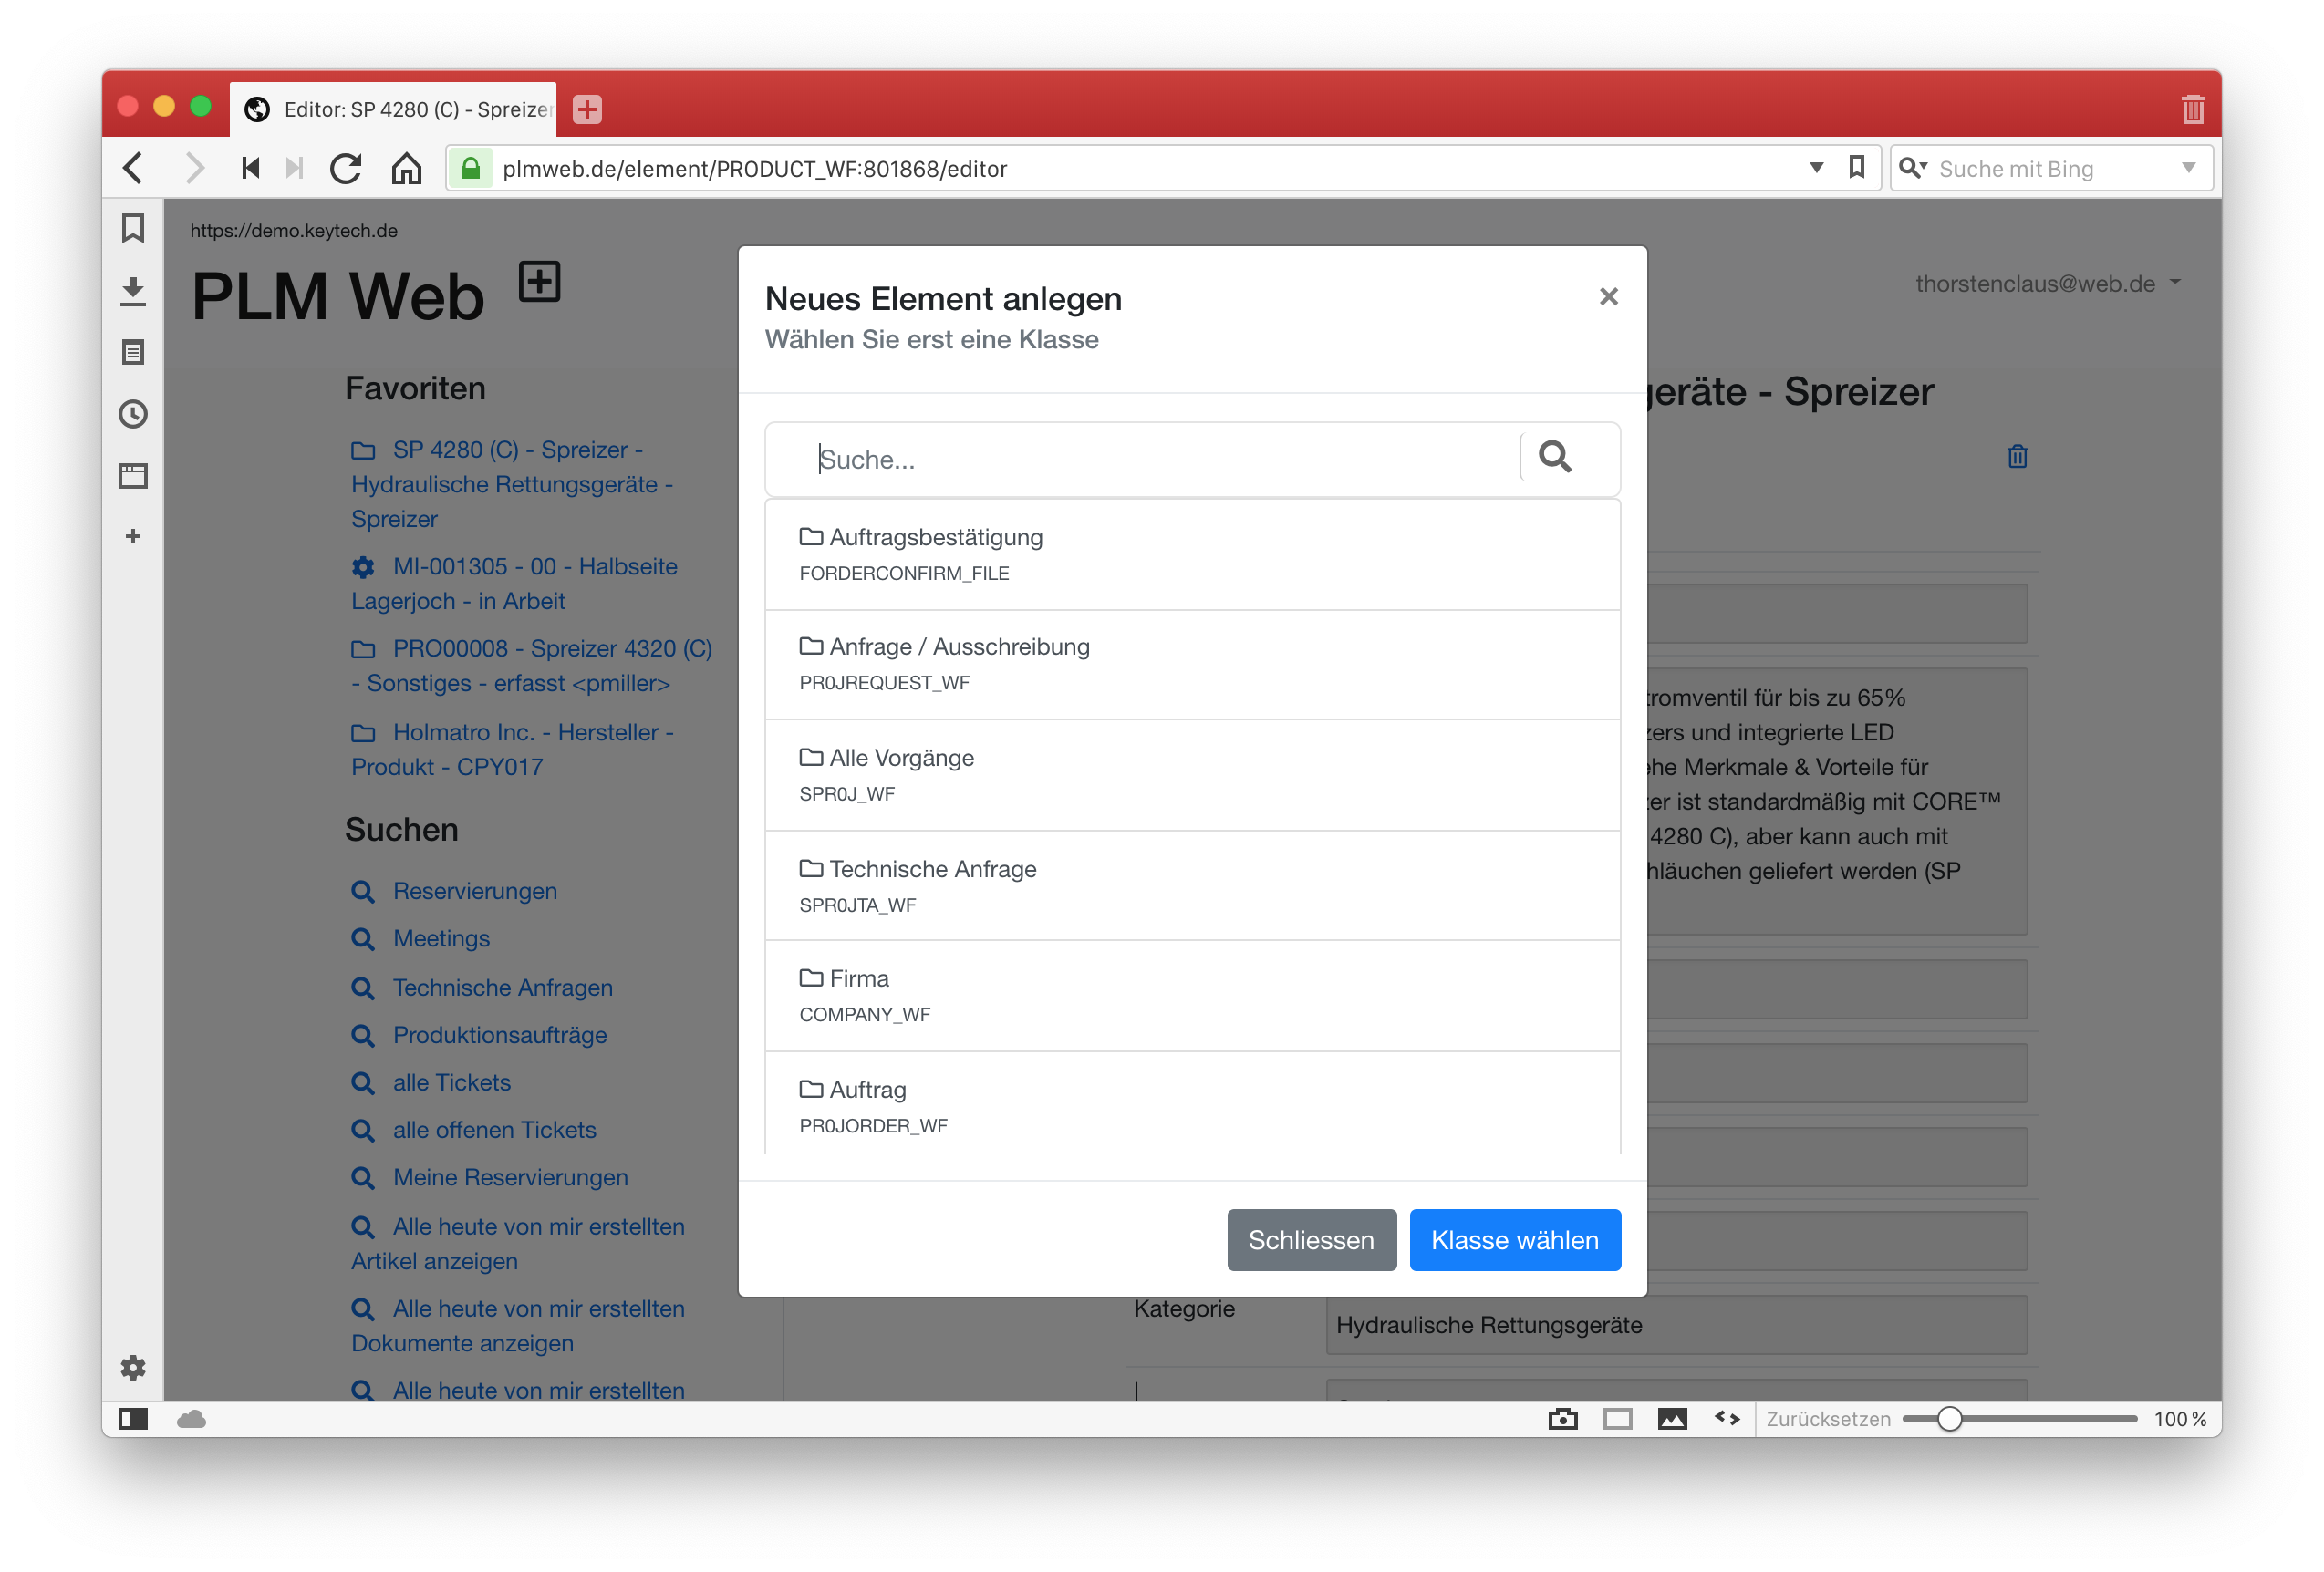 Editor: SP 4280 (C) - Spreizer
plmweb.de/element/PRODUCT_WF:801868/editor
Suche mit Bing
https://demo.keytech.de
PLM Web
thorstenclaus@web.de
Favoriten
SP 4280 (C) - Spreizer -
Hydraulische Rettungsgeräte -
Spreizer
MI-001305 - 00 - Halbseite
Lagerjoch - in Arbeit
PRO00008 - Spreizer 4320 (C)
- Sonstiges - erfasst <pmiller>
Holmatro Inc. - Hersteller -
Produkt - CPY017
Suchen
Reservierungen
Meetings
Technische Anfragen
Produktionsaufträge
alle Tickets
alle offenen Tickets
Meine Reservierungen
Alle heute von mir erstellten
Artikel anzeigen
Alle heute von mir erstellten
Dokumente anzeigen
Alle heute von mir erstellten
Neues Element anlegen
×
Wählen Sie erst eine Klasse
Suche...
Auftragsbestätigung
FORDERCONFIRM_FILE
Anfrage / Ausschreibung
PR0JREQUEST_WF
Alle Vorgänge
SPR0J_WF
Technische Anfrage
SPR0JTA_WF
Firma
COMPANY_WF
Auftrag
PR0JORDER_WF
Schliessen
Klasse wählen
geräte - Spreizer
tromventil für bis zu 65%
zers und integrierte LED
ehe Merkmale & Vorteile für
er ist standardmäßig mit CORE™
4280 C), aber kann auch mit
hläuchen geliefert werden (SP
Kategorie
Hydraulische Rettungsgeräte
Zurücksetzen
100 %